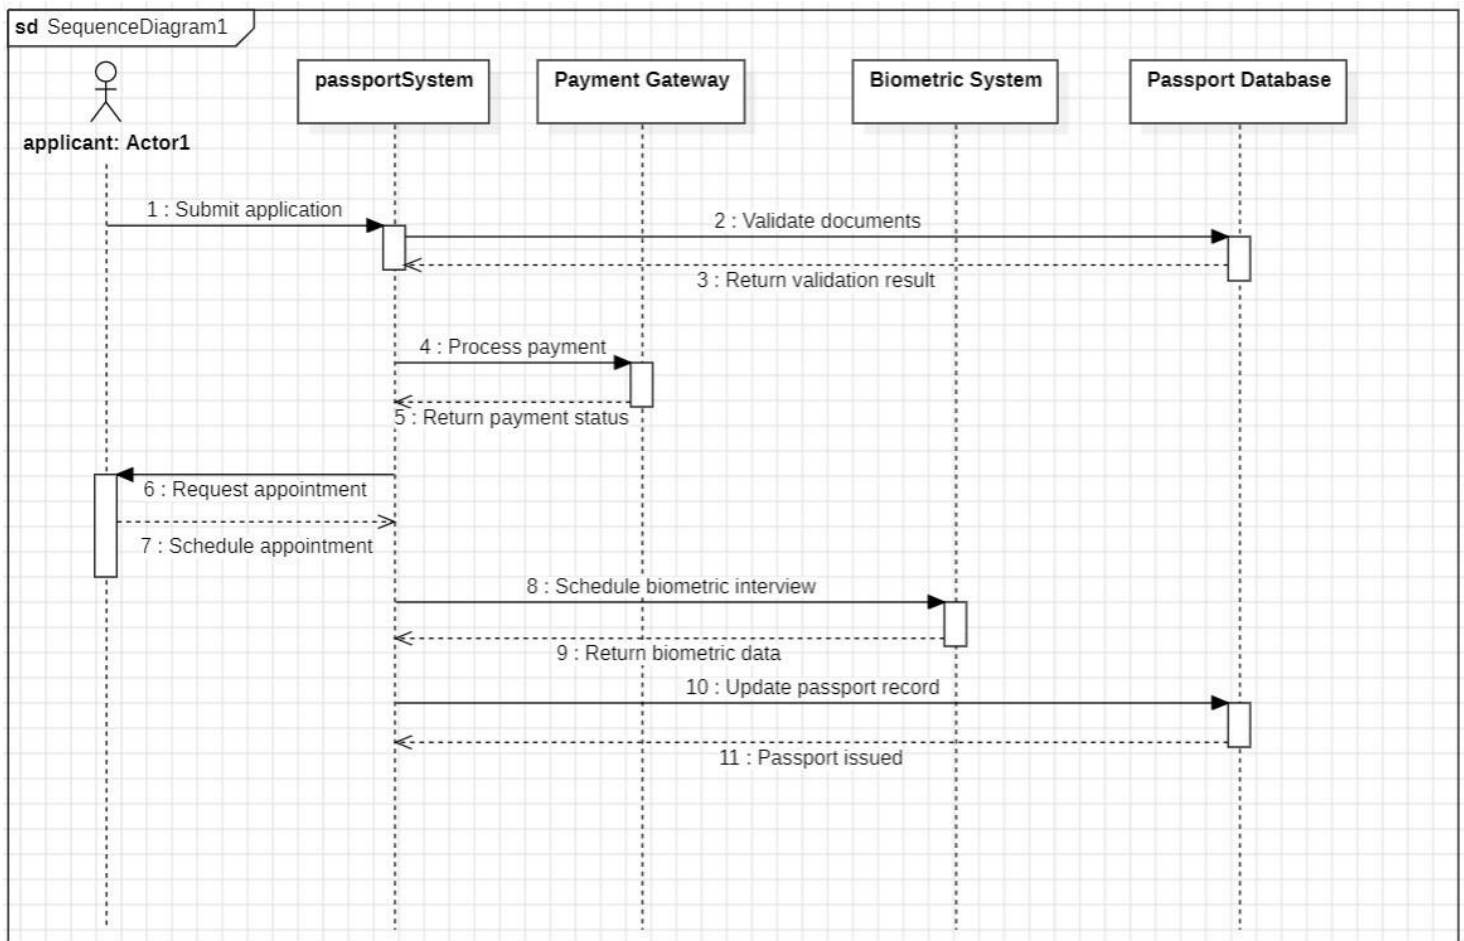 sd SequenceDiagram1
passportSystem
Payment Gateway
Biometric System
Passport Database
applicant: Actor1
1 : Submit application
2 : Validate documents
3 : Return validation result
4 : Process payment
5 : Return payment status
6 : Request appointment
7 : Schedule appointment
8 : Schedule biometric interview
9 : Return biometric data
10 : Update passport record
11 : Passport issued